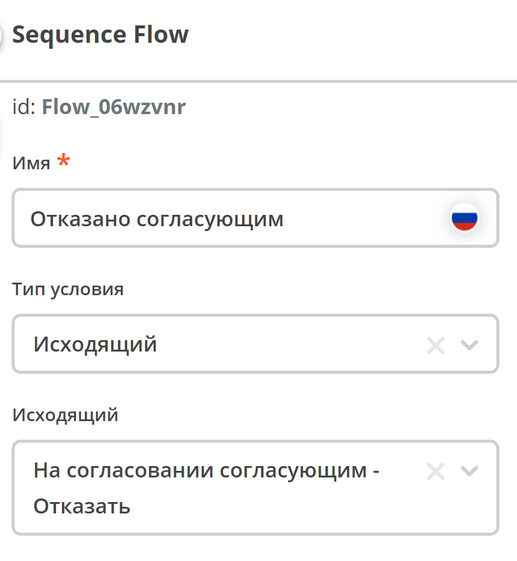 Sequence Flow
id: Flow_06wzvnr
Имя *
Отказано согласующим
Тип условия
Исходящий
Исходящий
На согласовании согласующим -
Отказать